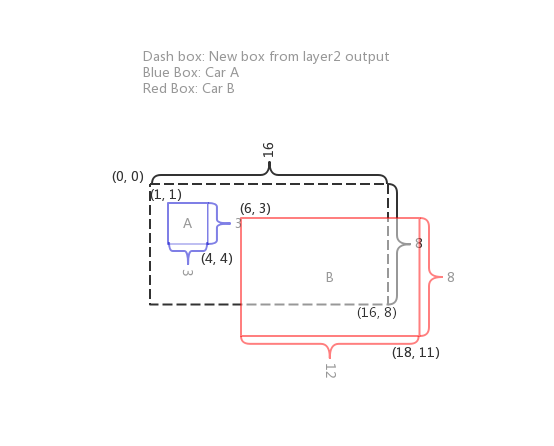 Dash box: New box from layer2 output
Blue Box: Car A
Red Box: Car B
16
(0, 0)
(1, 1)
(6, 3)
A
3
8
(4, 4)
3
B
8
(16, 8)
(18, 11)
12